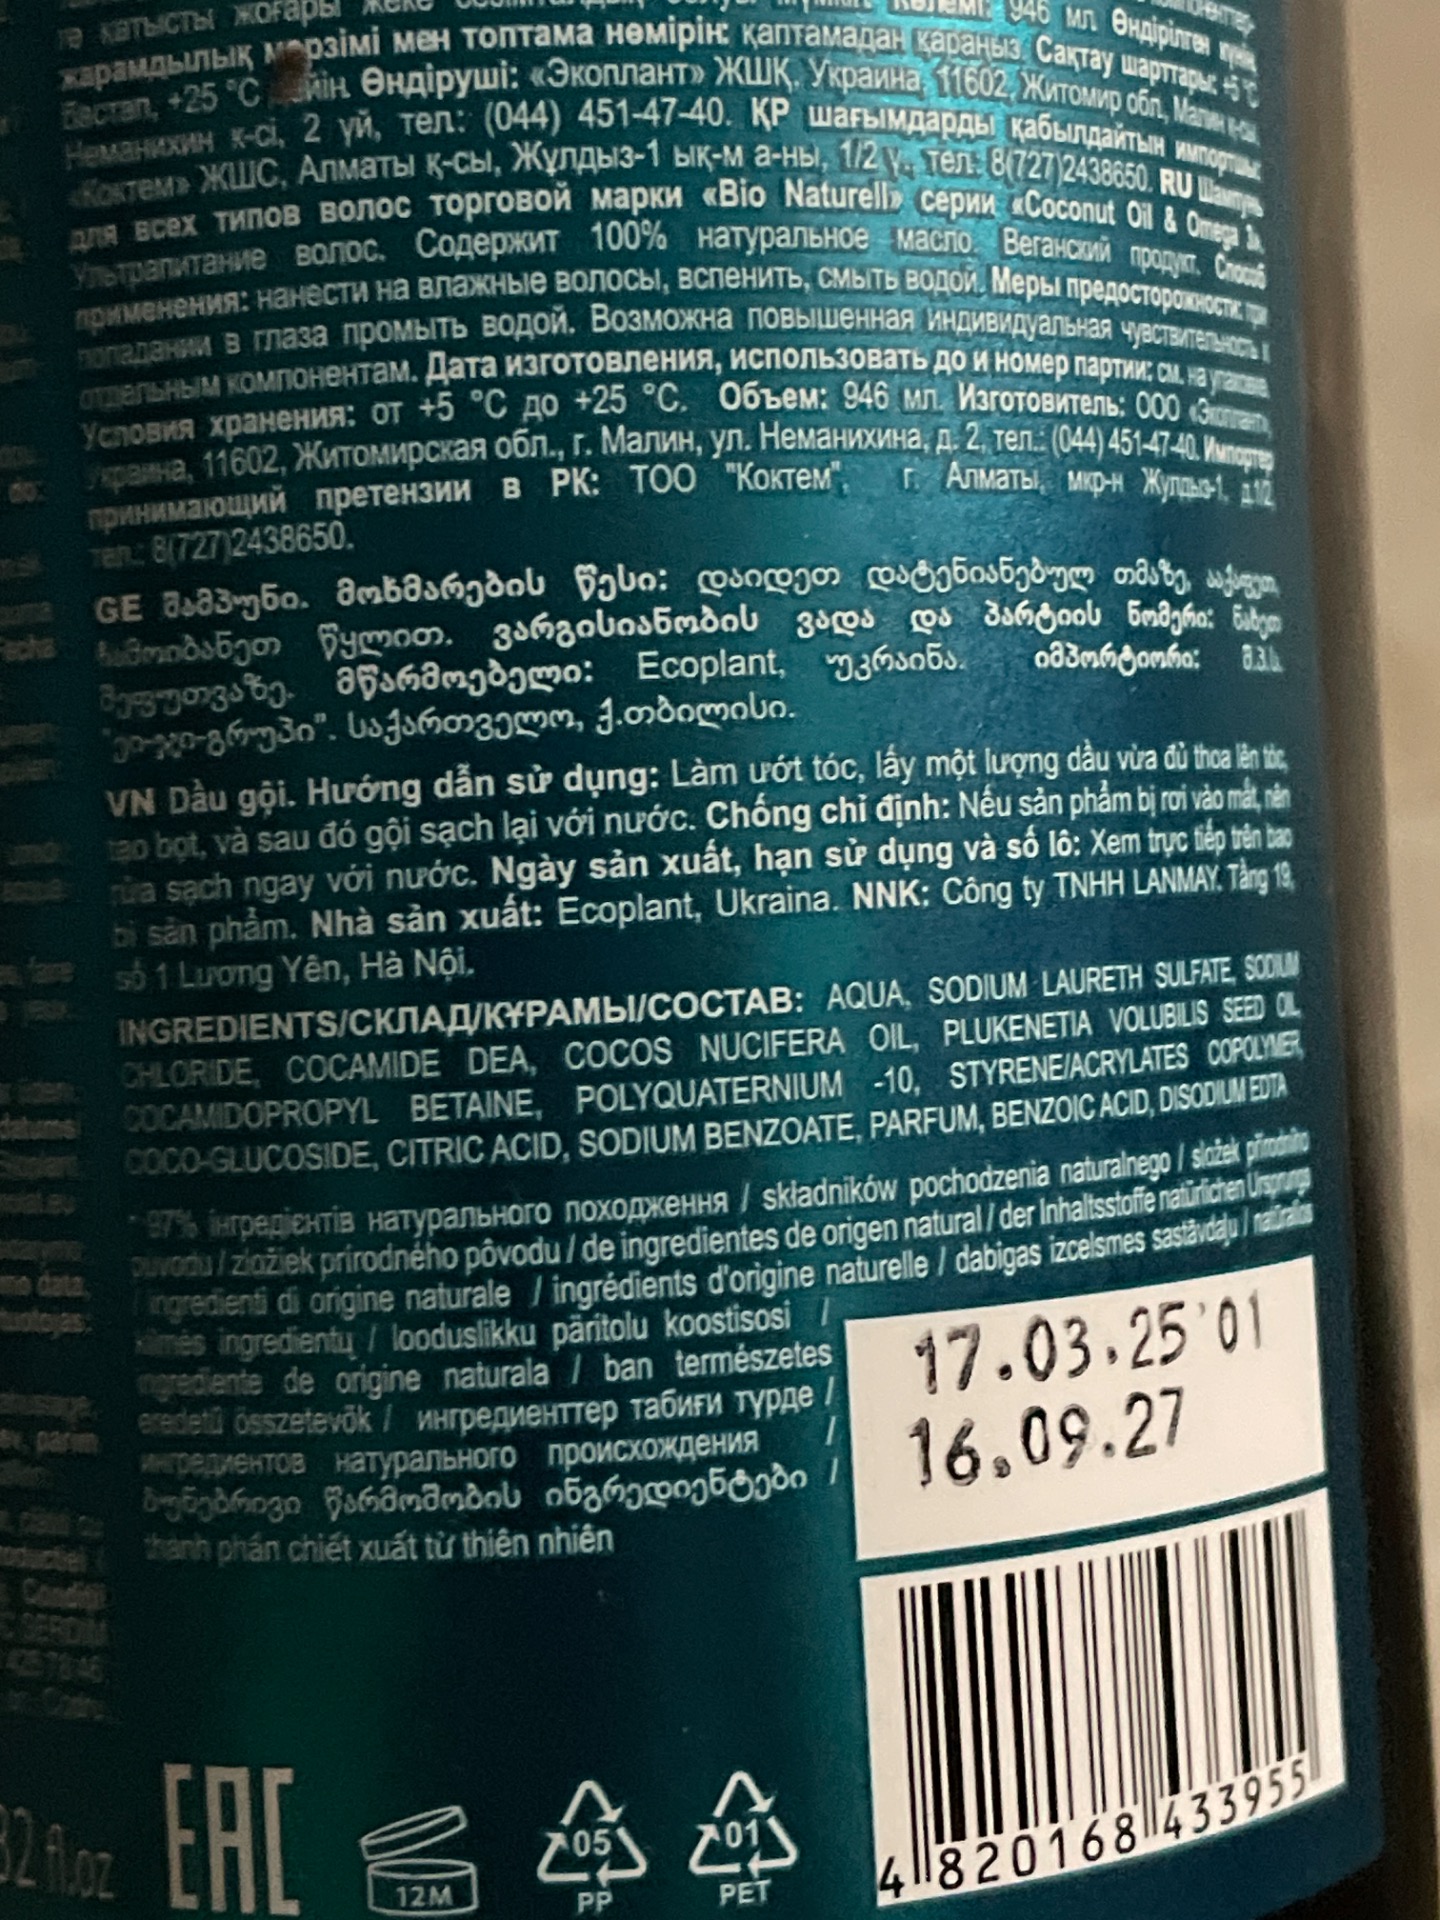 те қатысты жоғары жеке
946 мл. Өндірілген күнін,
жарамдылық мерзімі мен топтама нөмірін: қаптамадан қараңыз. Сақтау шарттары: +5 °C
бастап, +25 °C дейін. Өндіруші: «Экоплант» ЖШҚ, Украина, 11602, Житомир обл., Малин қ-сы,
Неманихин к-сі, 2 үй, тел.: (044) 451-47-40. ҚР шағымдарды қабылдайтын импортшы:
«Коктем» ЖШС, Алматы қ-сы, Жұлдыз-1 ық-м а-ны, 1/2 ү., тел.: 8(727)2438650. RU Шампунь
для всех типов волос торговой марки «Bio Naturell» серии «Coconut Oil & Omega 3».
Ультрапитание волос. Содержит 100% натуральное масло. Веганский продукт. Способ
применения: нанести на влажные волосы, вспенить, смыть водой. Меры предосторожности: при
попадании в глаза промыть водой. Возможна повышенная индивидуальная чувствительность к
отдельным компонентам. Дата изготовления, использовать до и номер партии: см. на упаковке.
Условия хранения: от +5 °C до +25 °C. Объем: 946 мл. Изготовитель: ООО «Экоплант»,
Украина, 11602, Житомирская обл., г. Малин, ул. Неманихина, д. 2, тел.: (044) 451-47-40. Импортер
принимающий претензии в РК: ТОО "Коктем", г. Алматы, мкр-н Жулдыз-1, д.1/2,
тел.: 8(727)2438650.
GE შამპუნი. მოხმარების წესი: დაიდეთ დატენიანებულ თმაზე, ააქაფეთ,
ჩამოიბანეთ წყლით. ვარგისიანობის ვადა და პარტიის ნომერი: ნახეთ
შეფუთვაზე. მწარმოებელი: Ecoplant, უკრაინა. იმპორტიორი: შ.პ.ს.
"ეი-ჯი-გრუპი". საქართველო, ქ.თბილისი.
VN Dầu gội. Hướng dẫn sử dụng: Làm ướt tóc, lấy một lượng dầu vừa đủ thoa lên tóc,
tạo bọt, và sau đó gội sạch lại với nước. Chống chỉ định: Nếu sản phẩm bị rơi vào mắt, nên
rửa sạch ngay với nước. Ngày sản xuất, hạn sử dụng và số lô: Xem trực tiếp trên bao
bì sản phẩm. Nhà sản xuất: Ecoplant, Ukraina. NNK: Công ty TNHH LANMAY. Tầng 19,
số 1 Lương Yên, Hà Nội.
INGREDIENTS/СКЛАД/ҚҰРАМЫ/СОСТАВ: AQUA, SODIUM LAURETH SULFATE, SODIUM
CHLORIDE, COCAMIDE DEA, COCOS NUCIFERA OIL, PLUKENETIA VOLUBILIS SEED OIL,
COCAMIDOPROPYL BETAINE, POLYQUATERNIUM -10, STYRENE/ACRYLATES COPOLYMER,
COCO-GLUCOSIDE, CITRIC ACID, SODIUM BENZOATE, PARFUM, BENZOIC ACID, DISODIUM EDTA
* 97% інгредієнтів натурального походження / składników pochodzenia naturalnego / složek přírodního
původu / zložiek prírodného pôvodu / de ingredientes de origen natural / der Inhaltsstoffe natürlichen Ursprungs
/ ingredienti di origine naturale / ingrédients d'origine naturelle / dabigas izcelsmes sastāvdaļu / natūralios
kilmės ingredientų / looduslikku päritolu koostisosi /
ingrediente de origine naturala / ban természetes
eredetű összetevők / ингредиенттер табиғи түрде /
ингредиентов натурального происхождения /
ბუნებრივი წარმოშობის ინგრედიენტები /
thành phần chiết xuất từ thiên nhiên
17.03.25 01
16.09.27
32 fl.oz
EAC
12M
05
PP
01
PET
4 820168 433955